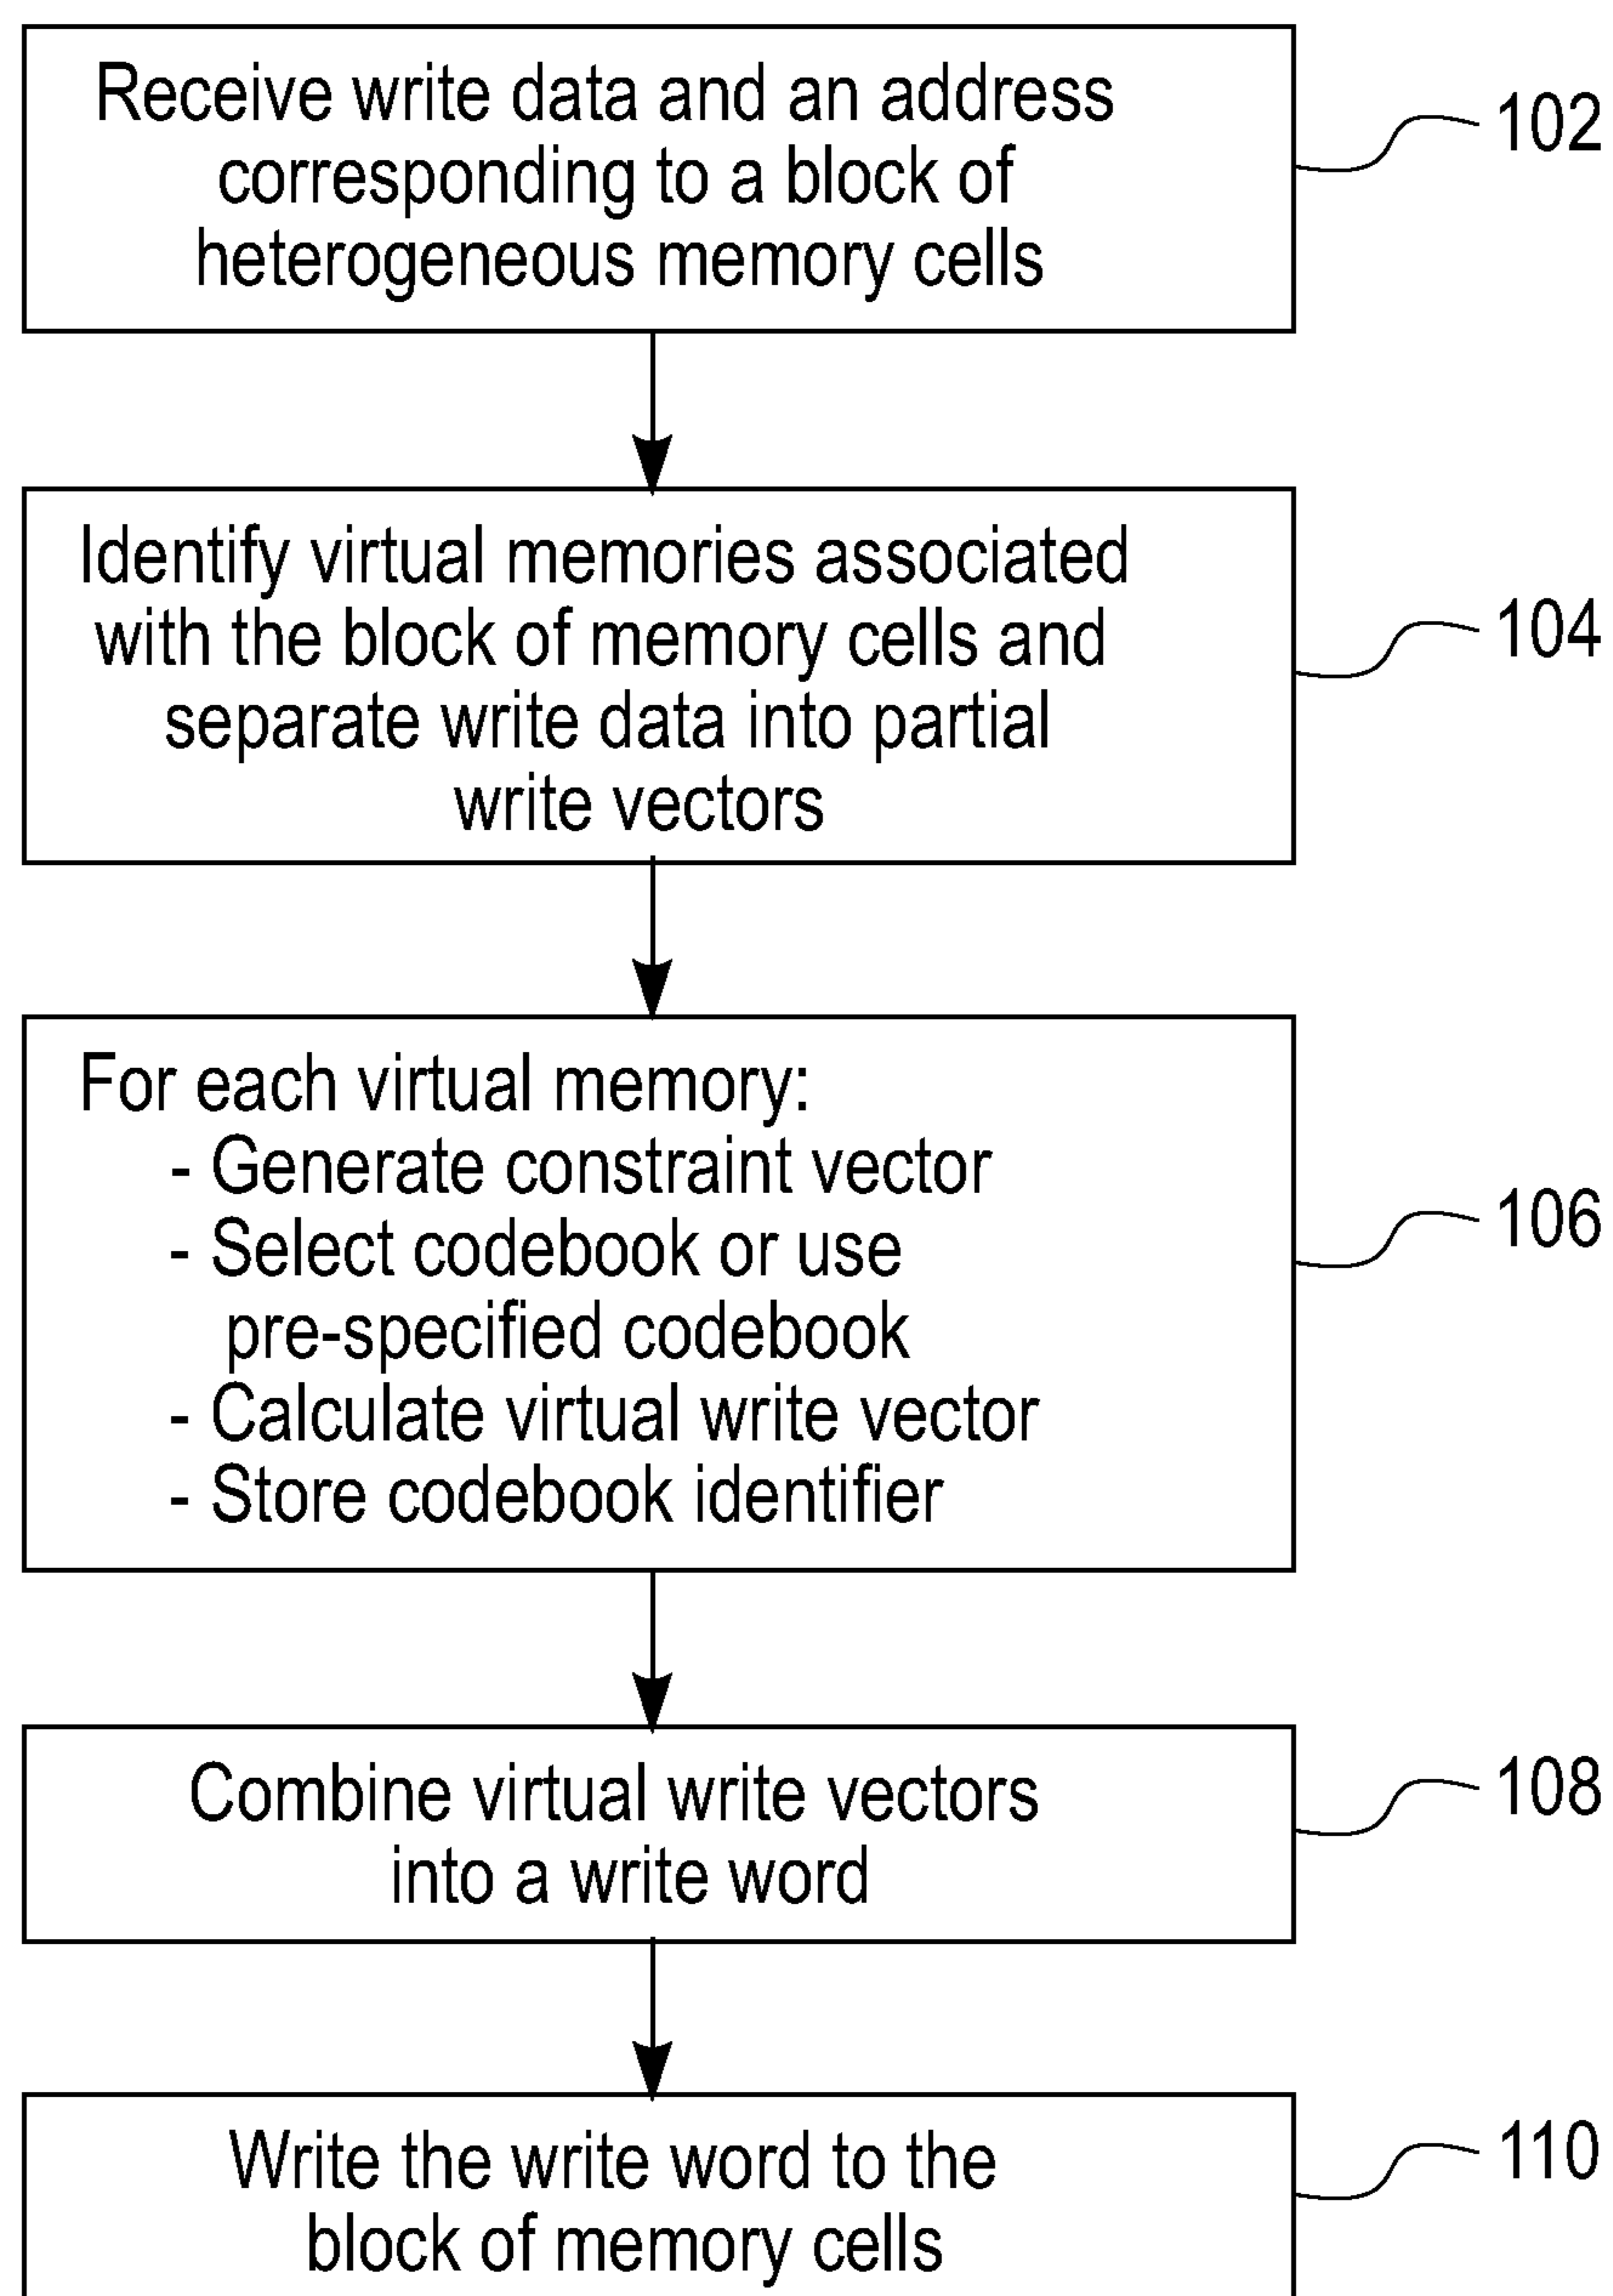 Receive write data and an address
corresponding to a block of
heterogeneous memory cells
102
Identify virtual memories associated
with the block of memory cells and
separate write data into partial
write vectors
104
For each virtual memory:
- Generate constraint vector
- Select codebook or use
pre-specified codebook
- Calculate virtual write vector
- Store codebook identifier
106
Combine virtual write vectors
into a write word
108
Write the write word to the
block of memory cells
110